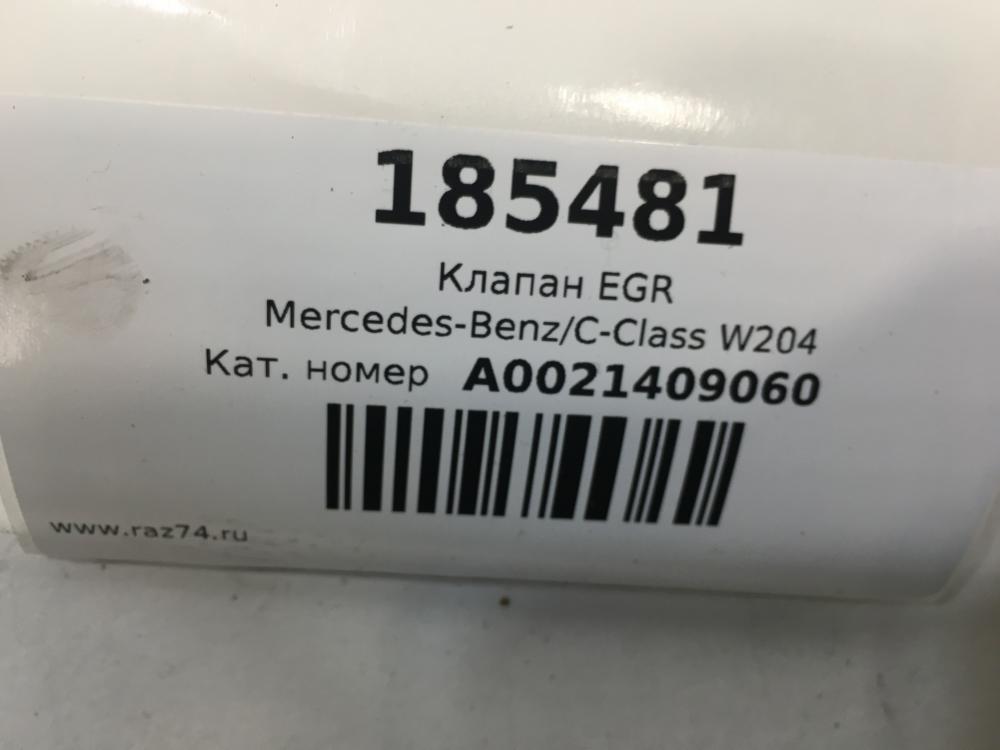 185481
Клапан EGR
Mercedes-Benz/C-Class W204
Кат. номер A0021409060
www.raz74.ru